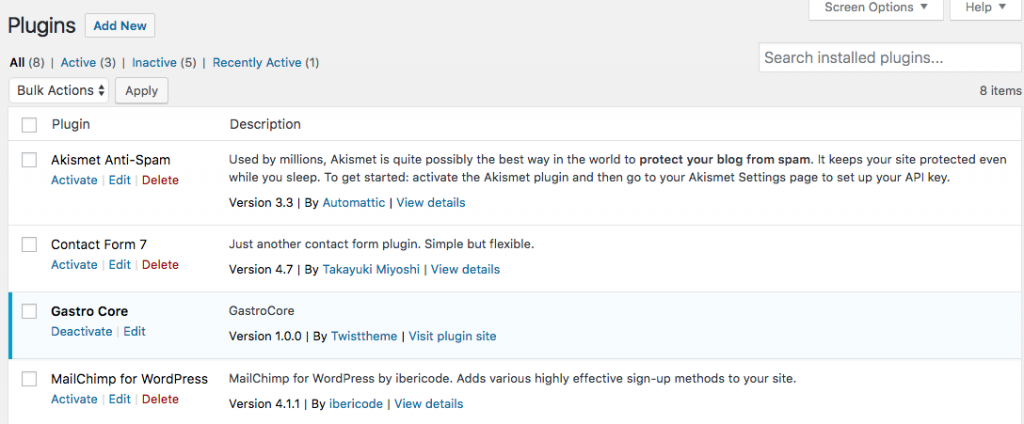 Screen Options ▼ Help ▼
Plugins Add New
All (8) | Active (3) | Inactive (5) | Recently Active (1)
Search installed plugins...
Bulk Actions Apply
8 items
Plugin Description
Akismet Anti-Spam
Activate | Edit | Delete
Used by millions, Akismet is quite possibly the best way in the world to protect your blog from spam. It keeps your site protected even
while you sleep. To get started: activate the Akismet plugin and then go to your Akismet Settings page to set up your API key.
Version 3.3 | By Automattic | View details
Contact Form 7
Activate | Edit | Delete
Just another contact form plugin. Simple but flexible.
Version 4.7 | By Takayuki Miyoshi | View details
Gastro Core
Deactivate | Edit
GastroCore
Version 1.0.0 | By Twisttheme | Visit plugin site
MailChimp for WordPress
Activate | Edit | Delete
MailChimp for WordPress by ibericode. Adds various highly effective sign-up methods to your site.
Version 4.1.1 | By ibericode | View details